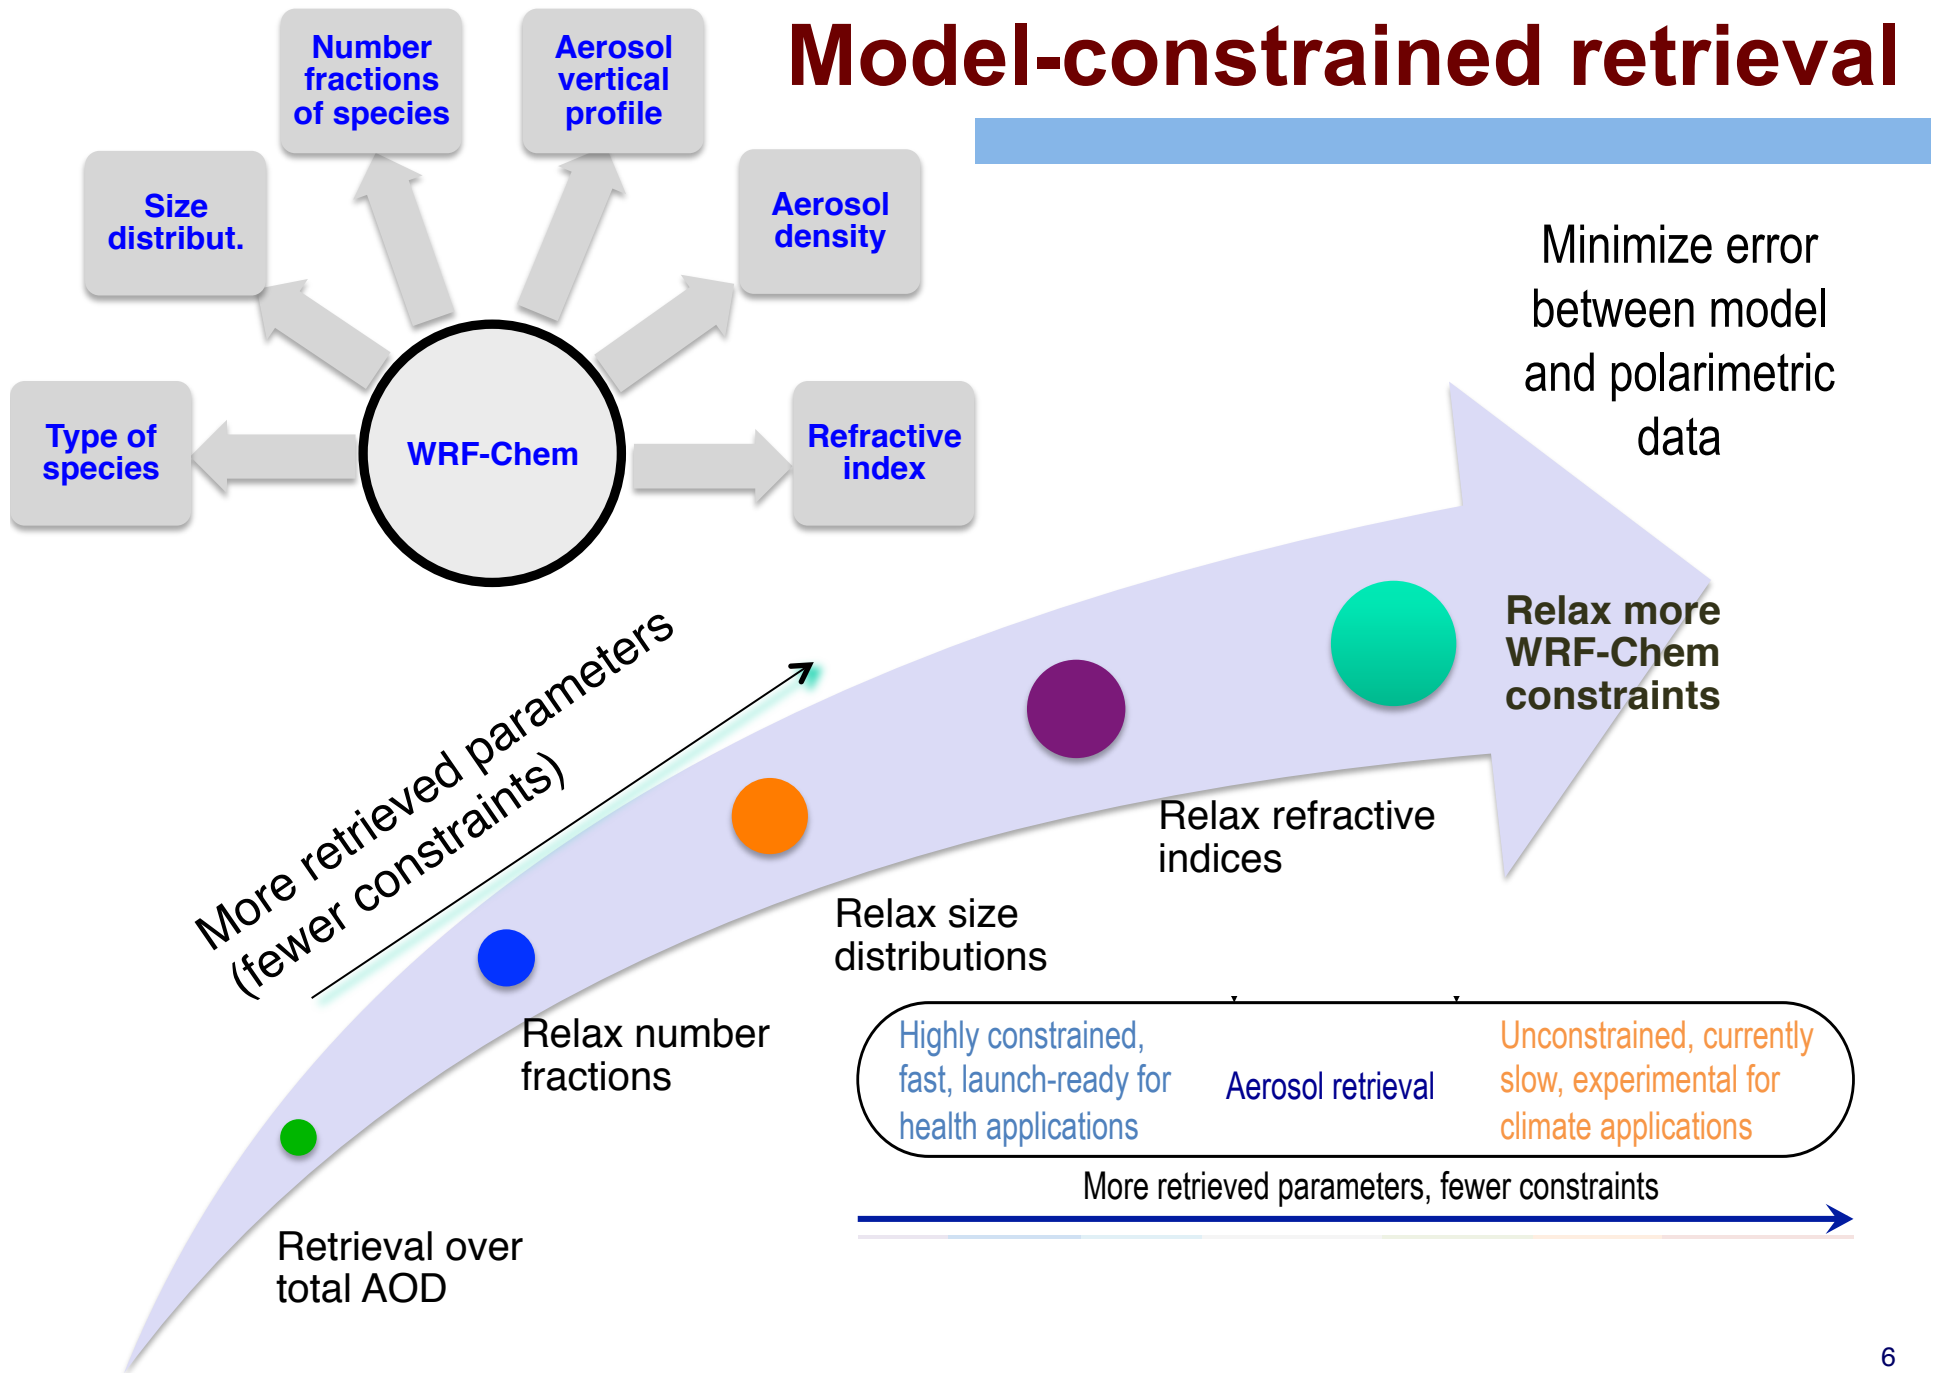 Model-constrained retrieval
Number
fractions
of species
Aerosol
vertical
profile
Size
distribut.
Aerosol
density
Type of
species
WRF-Chem
Refractive
index
Minimize error
between model
and polarimetric
data
Relax more
WRF-Chem
constraints
More retrieved parameters
(fewer constraints)
Relax refractive
indices
Relax size
distributions
Relax number
fractions
Retrieval over
total AOD
Highly constrained,
fast, launch-ready for
health applications
Aerosol retrieval
Unconstrained, currently
slow, experimental for
climate applications
More retrieved parameters, fewer constraints
6